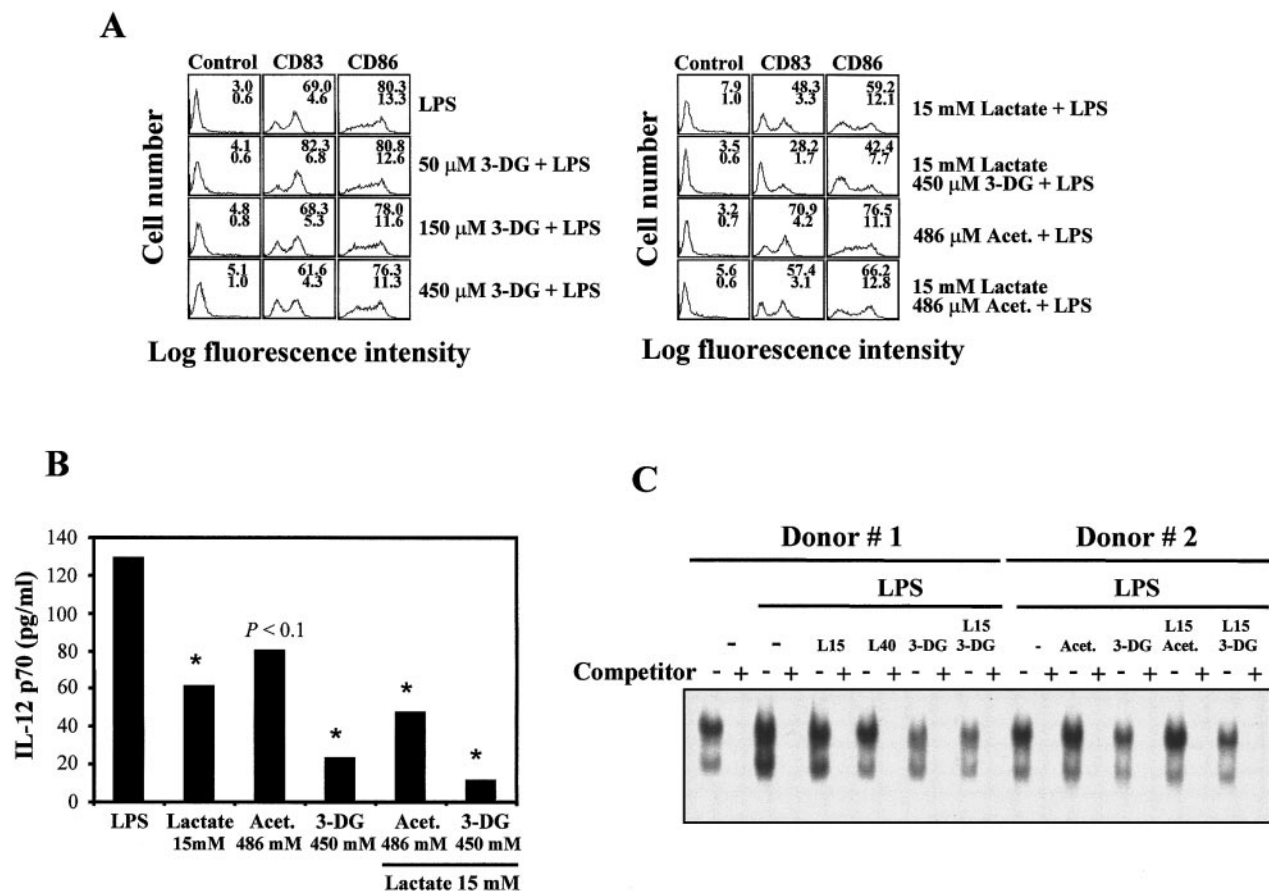 A
Control CD83 CD86
Cell number
3.0 69.0 80.3
0.6 4.6 13.3
LPS
4.1 82.3 80.8
0.6 6.8 12.6
50 μM 3-DG + LPS
4.8 68.3 78.0
0.8 5.3 11.6
150 μM 3-DG + LPS
5.1 61.6 76.3
1.0 4.3 11.3
450 μM 3-DG + LPS
Log fluorescence intensity
Control CD83 CD86
Cell number
7.9 48.3 59.2
1.0 3.3 12.1
15 mM Lactate + LPS
3.5 28.2 42.4
0.6 1.7 7.7
15 mM Lactate
450 μM 3-DG + LPS
3.2 70.9 76.5
0.7 4.2 11.1
486 μM Acet. + LPS
5.6 57.4 66.2
0.6 3.1 12.8
15 mM Lactate
486 μM Acet. + LPS
Log fluorescence intensity
B
IL-12 p70 (pg/ml)
140
120
100
80
60
40
20
0
* P < 0.1 * * *
LPS Lactate Acet. 3-DG Acet. 3-DG
15mM 486 mM 450 mM 486 mM 450 mM
Lactate 15 mM
C
Donor # 1 Donor # 2
LPS LPS
L15 L15 L15
- - L15 L40 3-DG 3-DG - Acet. 3-DG Acet. 3-DG
Competitor - + - + - + - + - + - + - + - + - + - + - +